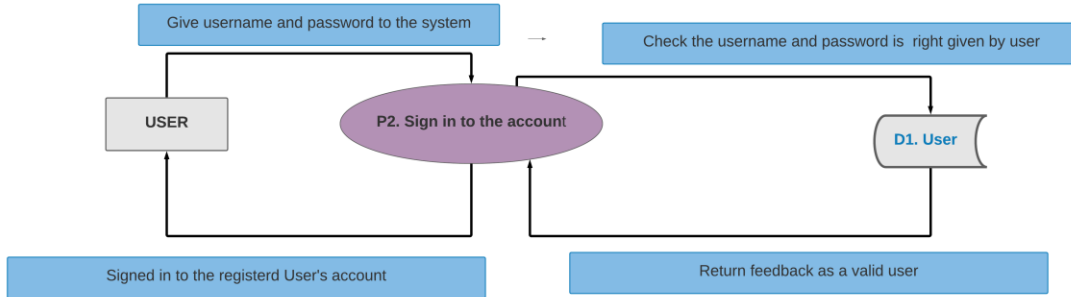 Give username and password to the system
Check the username and password is right given by user
USER
P2. Sign in to the account
D1. User
Signed in to the registerd User's account
Return feedback as a valid user